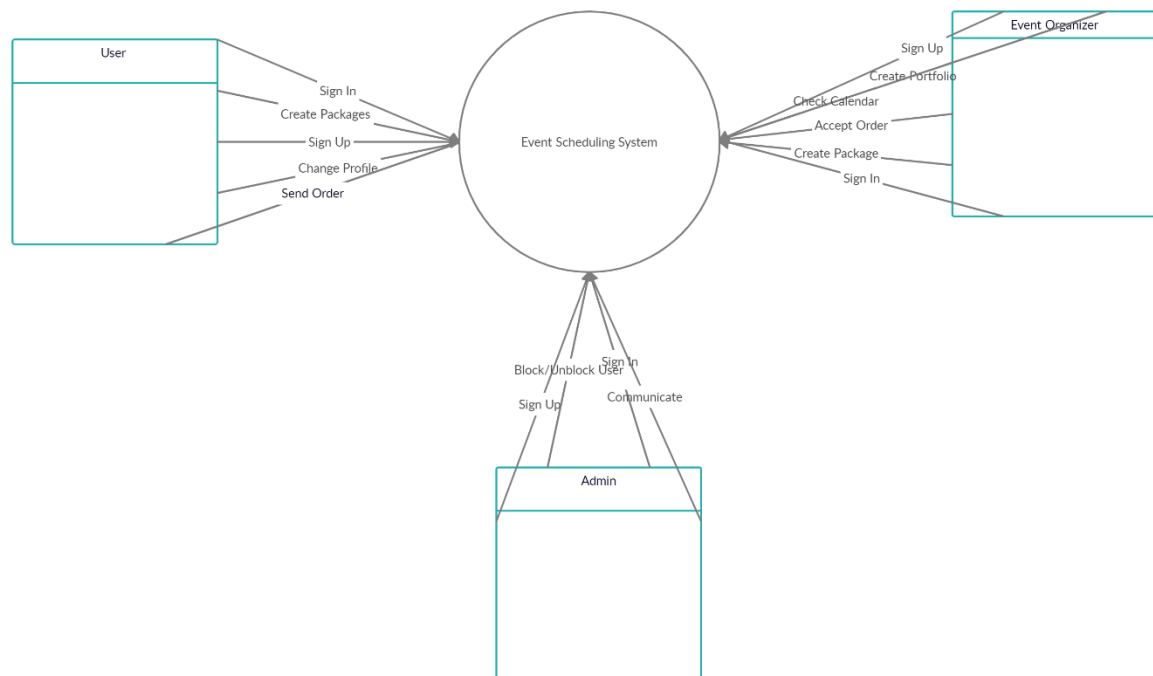 User
Event Organizer
Sign In
Create Packages
Sign Up
Change Profile
Send Order
Event Scheduling System
Sign Up
Create Portfolio
Check Calendar
Accept Order
Create Package
Sign In
Sign In
Block/Unblock User
Communicate
Sign Up
Admin